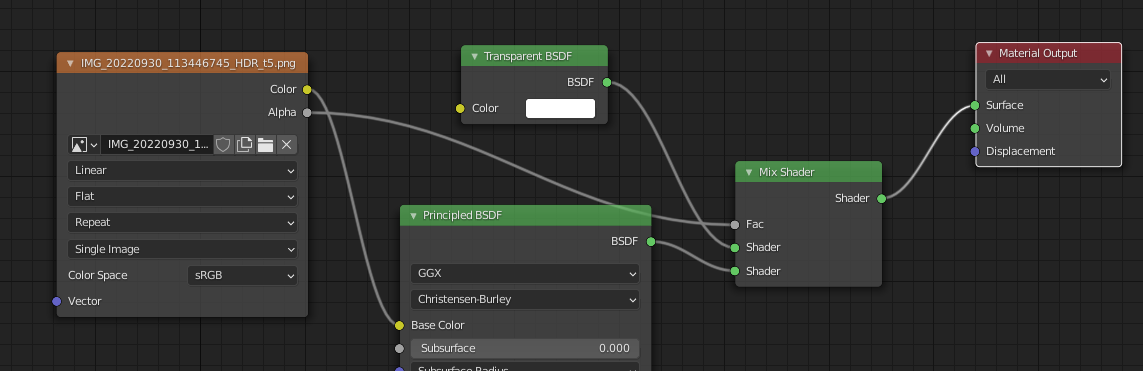 IMG_20220930_113446745_HDR_t5.png
Color
Alpha
IMG_20220930_1...
Linear
Flat
Repeat
Single Image
Color Space
sRGB
Vector
Transparent BSDF
BSDF
Color
Principled BSDF
BSDF
GGX
Christensen-Burley
Base Color
Subsurface 0.000
Subsurface Radius
Mix Shader
Shader
Fac
Shader
Shader
Material Output
All
Surface
Volume
Displacement